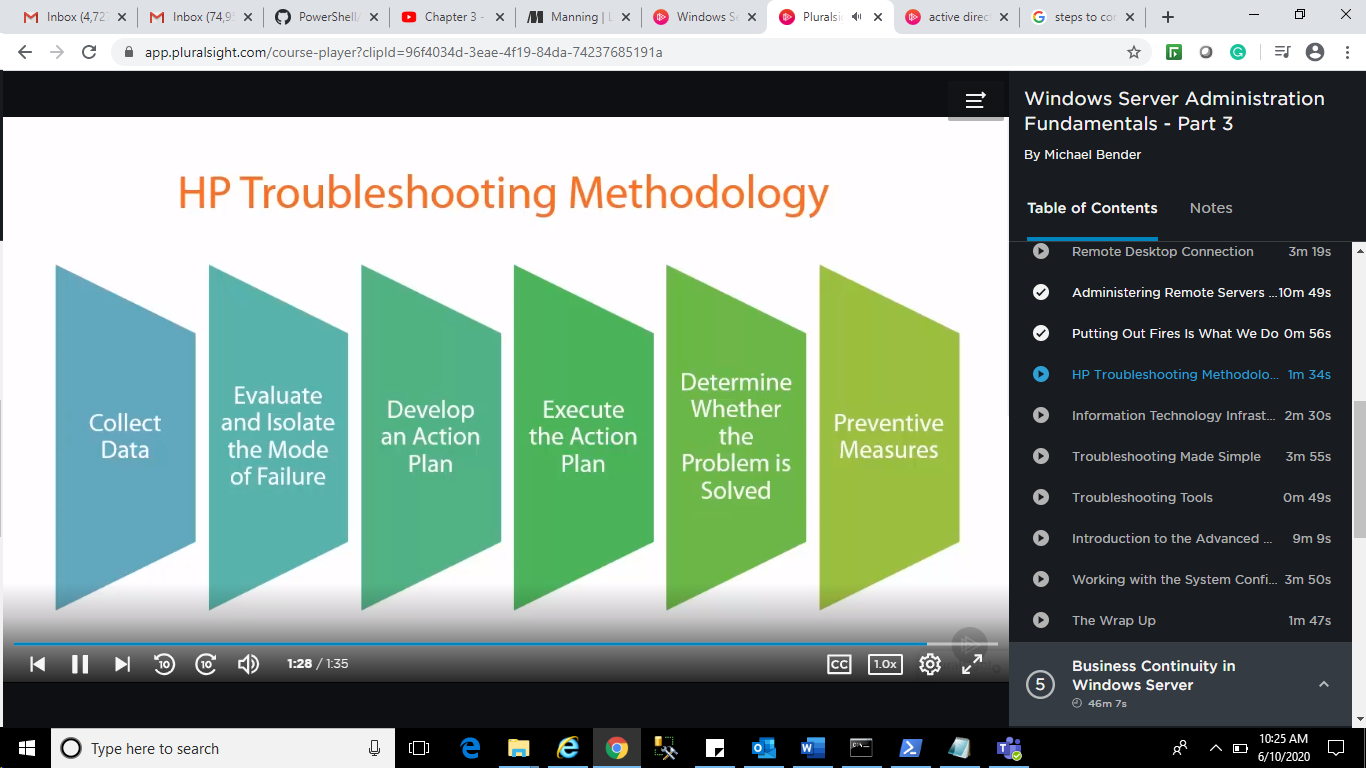 Inbox (4,727
Inbox (74,95
PowerShell/
Chapter 3 -
Manning | L
Windows Se
Pluralsi
active direc
steps to cor
app.pluralsight.com/course-player?clipId=96f4034d-3eae-4f19-84da-74237685191a
HP Troubleshooting Methodology
Collect
Data
Evaluate
and Isolate
the Mode
of Failure
Develop
an Action
Plan
Execute
the Action
Plan
Determine
Whether
the
Problem is
Solved
Preventive
Measures
10
10
1:28 / 1:35
CC
1.0x
Windows Server Administration
Fundamentals - Part 3
By Michael Bender
Table of Contents
Notes
Remote Desktop Connection 3m 19s
Administering Remote Servers ...10m 49s
Putting Out Fires Is What We Do 0m 56s
HP Troubleshooting Methodolo... 1m 34s
Information Technology Infrast... 2m 30s
Troubleshooting Made Simple 3m 55s
Troubleshooting Tools 0m 49s
Introduction to the Advanced ... 9m 9s
Working with the System Confi... 3m 50s
The Wrap Up 1m 47s
5
Business Continuity in
Windows Server
46m 7s
Type here to search
10:25 AM
6/10/2020